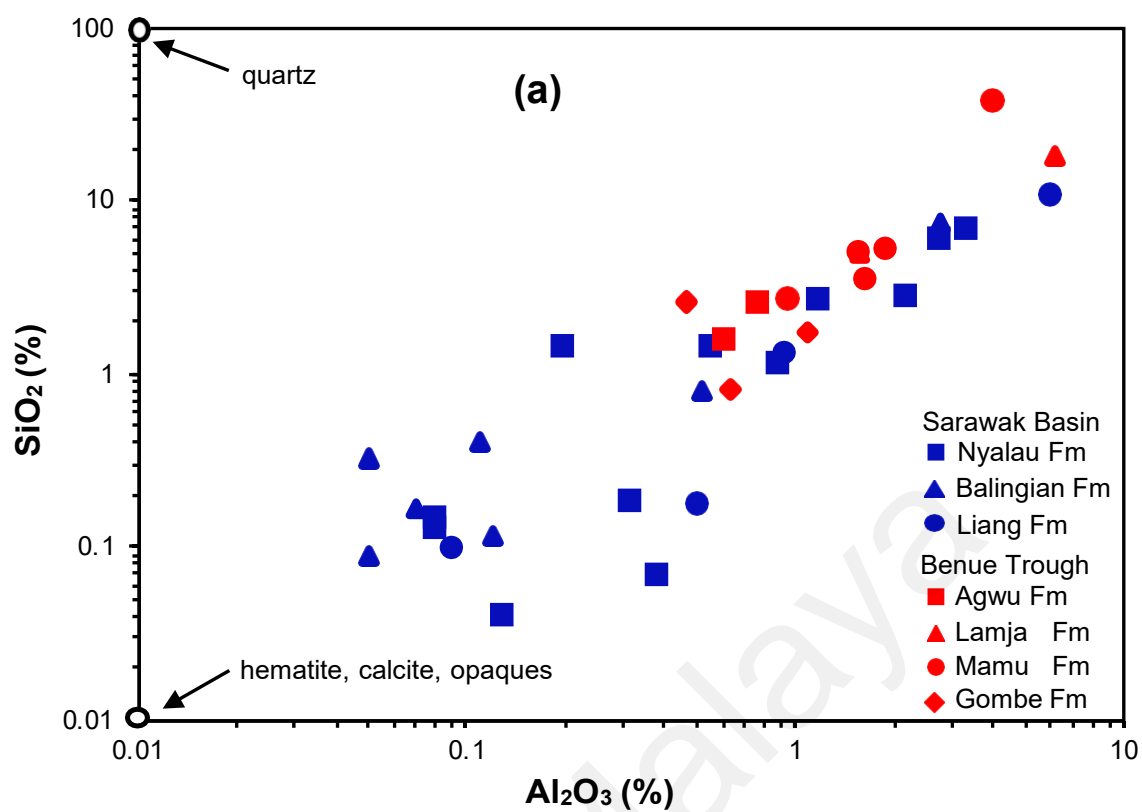 100
quartz
(a)
10
SiO₂ (%)
1
0.1
0.01
hematite, calcite, opaques
Sarawak Basin
Nyalau Fm
Balingian Fm
Liang Fm
Benue Trough
Agwu Fm
Lamja Fm
Mamu Fm
Gombe Fm
0.01 0.1 1 10
Al₂O₃ (%)
alaya